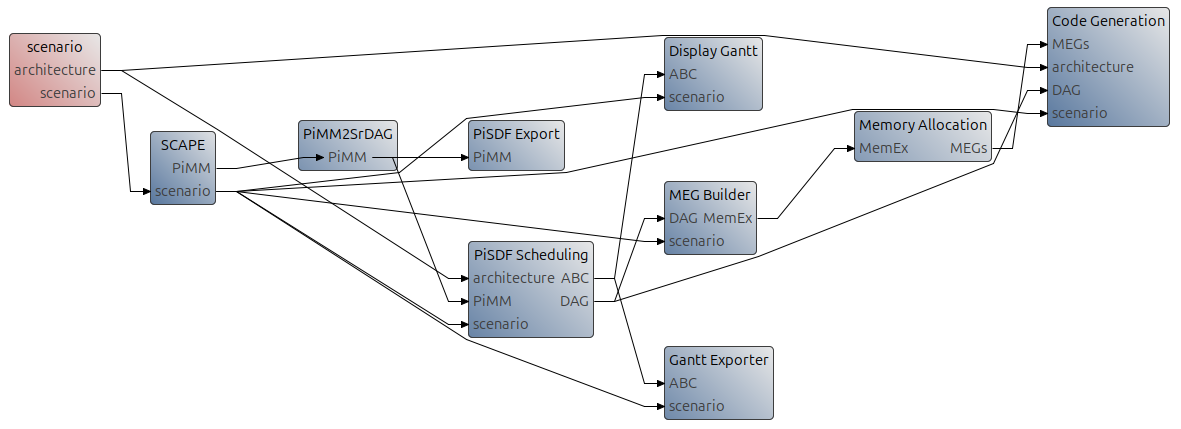 scenario
architecture
scenario
SCAPE
PiMM
scenario
PiMM2SrDAG
PiMM
PiSDF Export
PiMM
PiSDF Scheduling
architecture ABC
PiMM DAG
scenario
Display Gantt
ABC
scenario
MEG Builder
DAG MemEx
scenario
Gantt Exporter
ABC
scenario
Memory Allocation
MemEx MEGs
Code Generation
MEGs
architecture
DAG
scenario